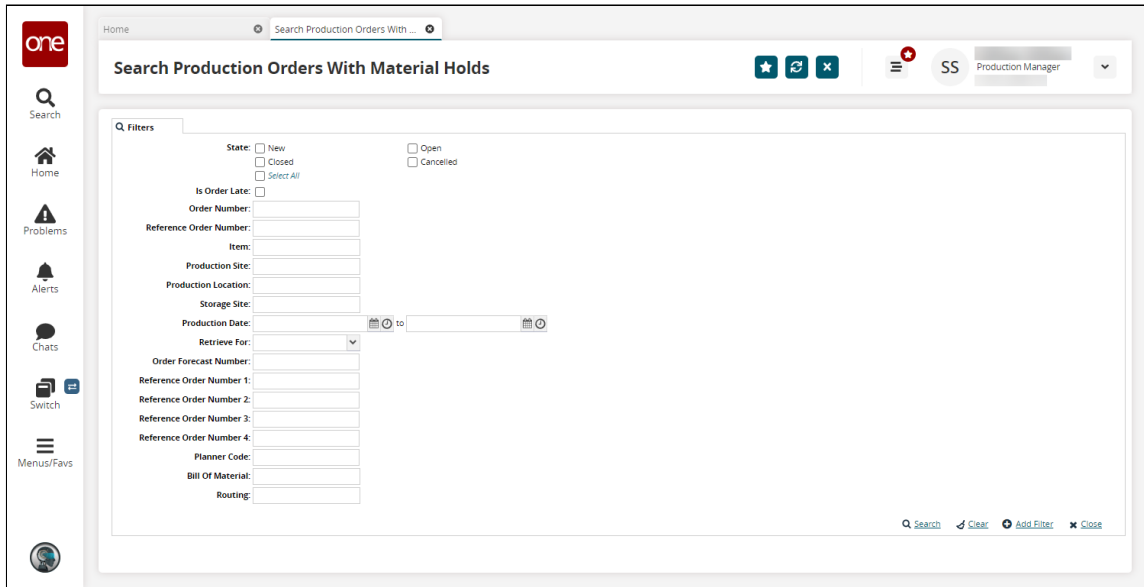 one
Home
Search Production Orders With ...
Search Production Orders With Material Holds
SS
Production Manager
Search
Home
Problems
Alerts
Chats
Switch
Menus/Favs
Filters
State: New Open
Closed Cancelled
Select All
Is Order Late:
Order Number:
Reference Order Number:
Item:
Production Site:
Production Location:
Storage Site:
Production Date: to
Retrieve For:
Order Forecast Number:
Reference Order Number 1:
Reference Order Number 2:
Reference Order Number 3:
Reference Order Number 4:
Planner Code:
Bill Of Material:
Routing:
Search Clear Add Filter Close